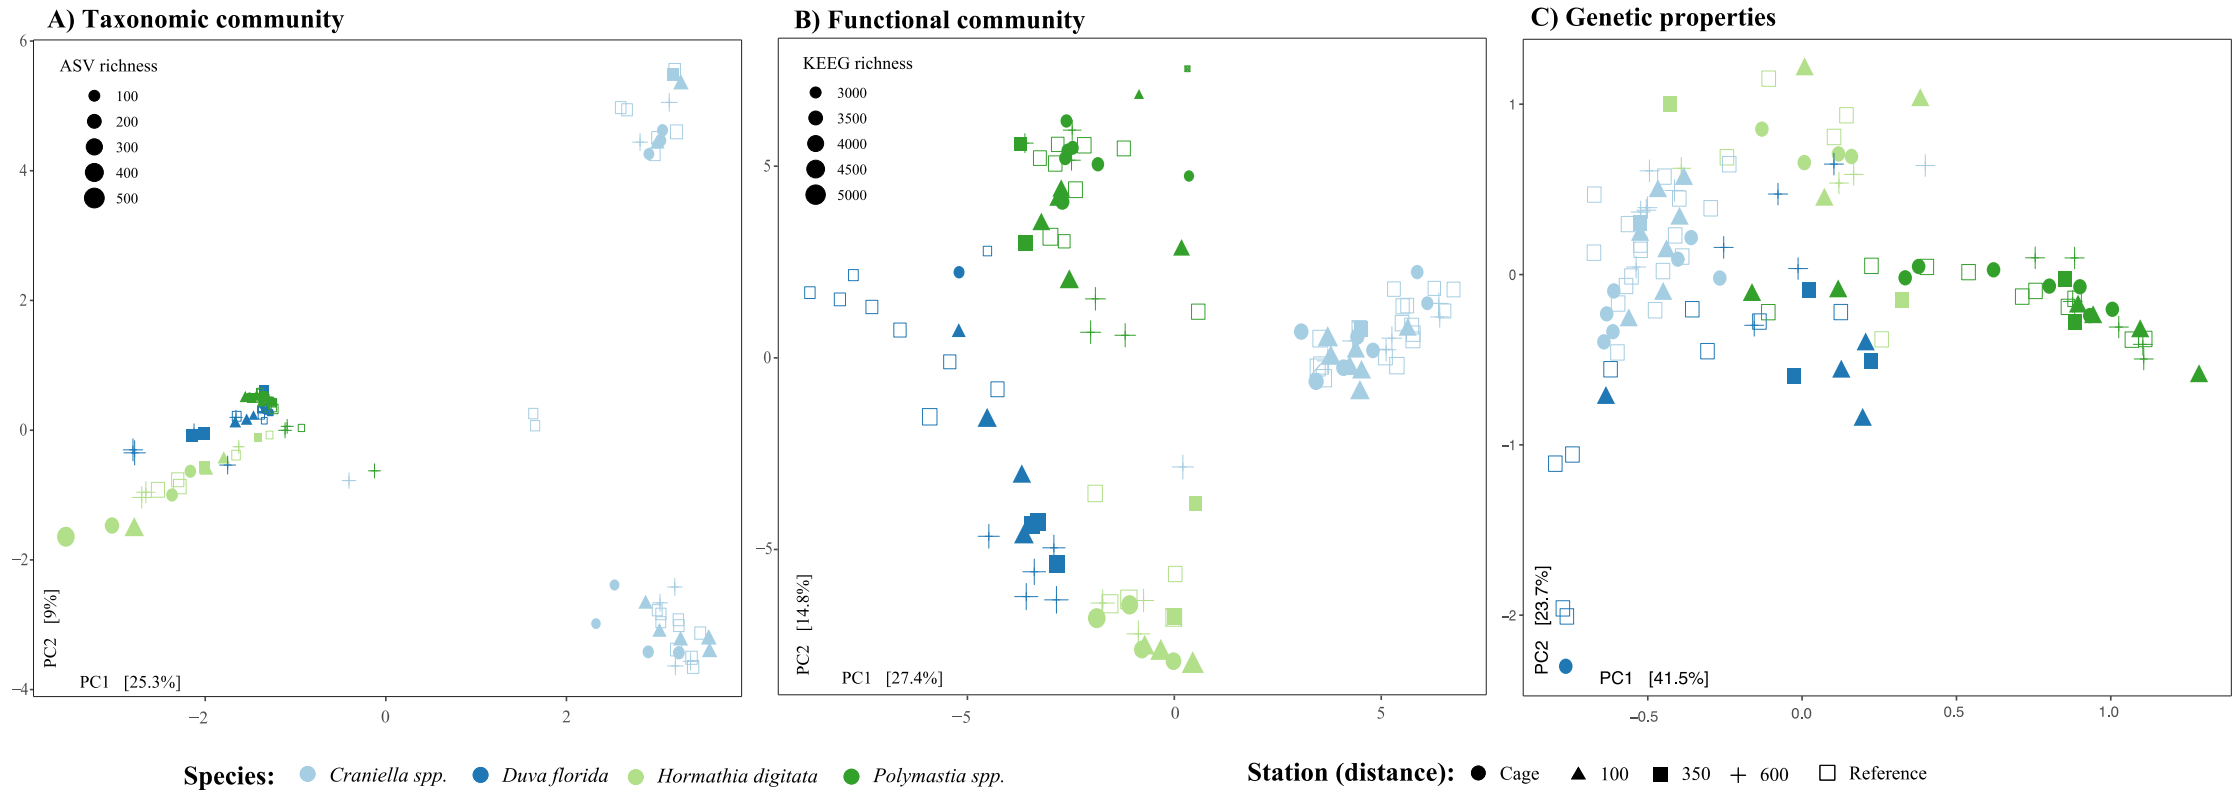 A) Taxonomic community
ASV richness
100
200
300
400
500
6
4
2
0
−2
−4
PC2 [9%]
PC1 [25.3%]
−2
0
2
B) Functional community
KEEG richness
3000
3500
4000
4500
5000
5
0
−5
PC2 [14.8%]
PC1 [27.4%]
−5
0
5
C) Genetic properties
1
0
−1
−2
PC2 [23.7%]
PC1 [41.5%]
−0.5
0.0
0.5
1.0
Species: Craniella spp. Duva florida Hormathia digitata Polymastia spp.
Station (distance): Cage 100 350 600 Reference